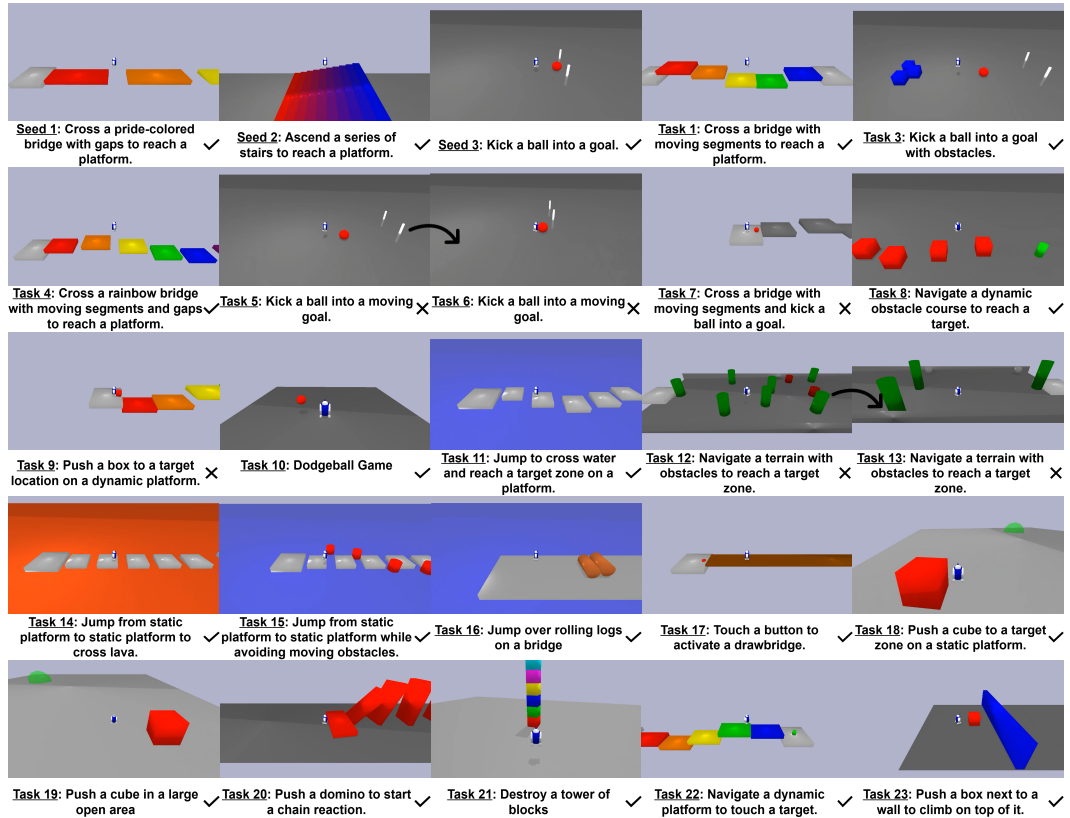 Seed 1: Cross a pride-colored
bridge with gaps to reach a
platform.
Seed 2: Ascend a series of
stairs to reach a platform.
Seed 3: Kick a ball into a goal.
Task 1: Cross a bridge with
moving segments to reach a
platform.
Task 3: Kick a ball into a goal
with obstacles.
Task 4: Cross a rainbow bridge
with moving segments and gaps
to reach a platform.
Task 5: Kick a ball into a moving
goal.
Task 6: Kick a ball into a moving
goal.
Task 7: Cross a bridge with
moving segments and kick a
ball into a goal.
Task 8: Navigate a dynamic
obstacle course to reach a
target.
Task 9: Push a box to a target
location on a dynamic platform.
Task 10: Dodgeball Game
Task 11: Jump to cross water
and reach a target zone on a
platform.
Task 12: Navigate a terrain with
obstacles to reach a target
zone.
Task 13: Navigate a terrain with
obstacles to reach a target
zone.
Task 14: Jump from static
platform to static platform to
cross lava.
Task 15: Jump from static
platform to static platform while
avoiding moving obstacles.
Task 16: Jump over rolling logs
on a bridge
Task 17: Touch a button to
activate a drawbridge.
Task 18: Push a cube to a target
zone on a static platform.
Task 19: Push a cube in a large
open area
Task 20: Push a domino to start
a chain reaction.
Task 21: Destroy a tower of
blocks
Task 22: Navigate a dynamic
platform to touch a target.
Task 23: Push a box next to a
wall to climb on top of it.